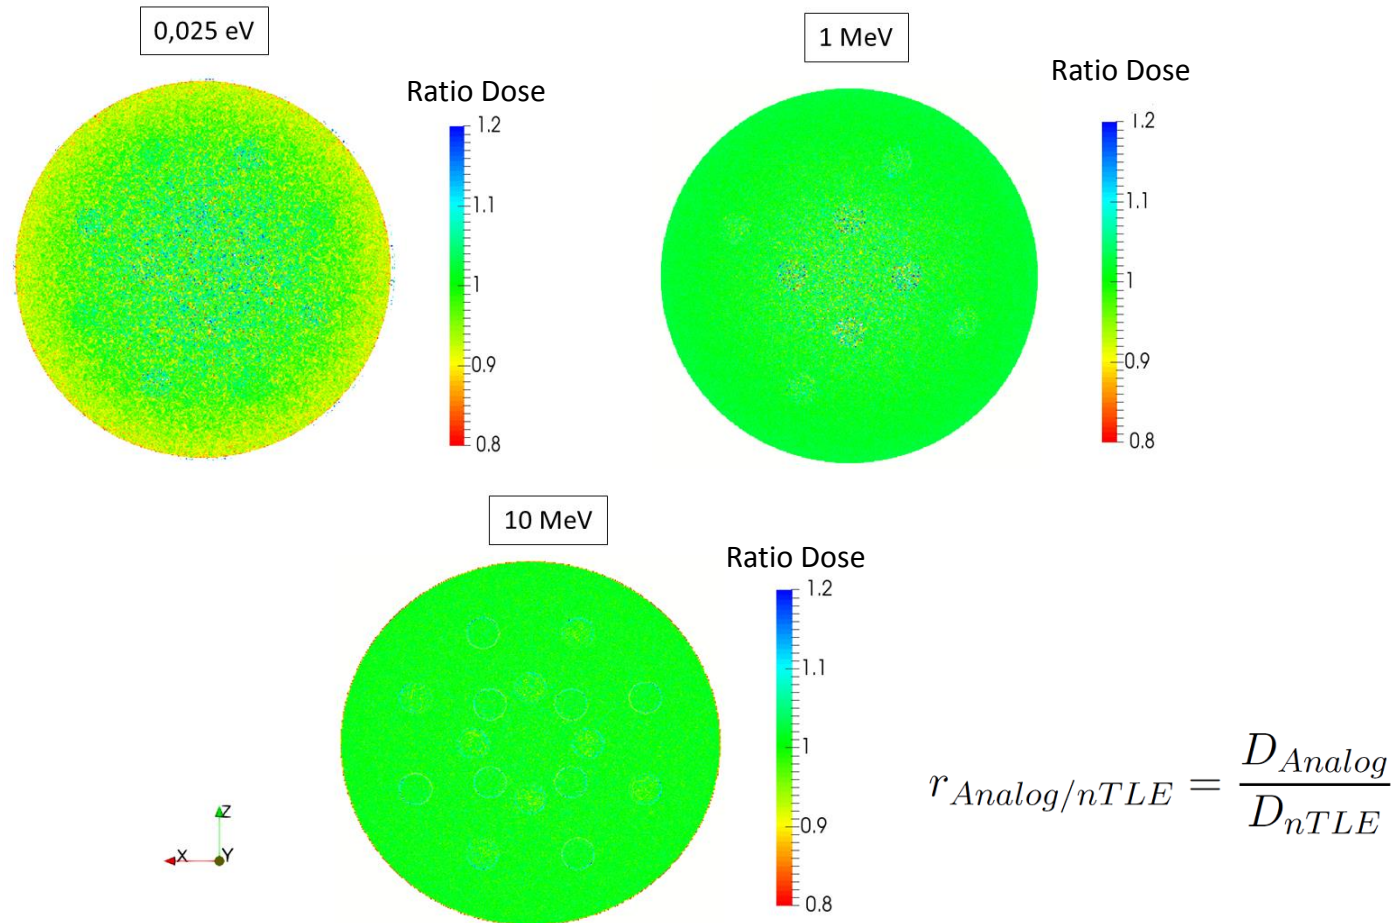 0,025 eV
Ratio Dose
1.2
1.1
1
0.9
0.8
1 MeV
Ratio Dose
1.2
1.1
1
0.9
0.8
10 MeV
Ratio Dose
1.2
1.1
1
0.9
0.8
Z
X
Y
r_{Analog/nTLE} = \frac{D_{Analog}}{D_{nTLE}}